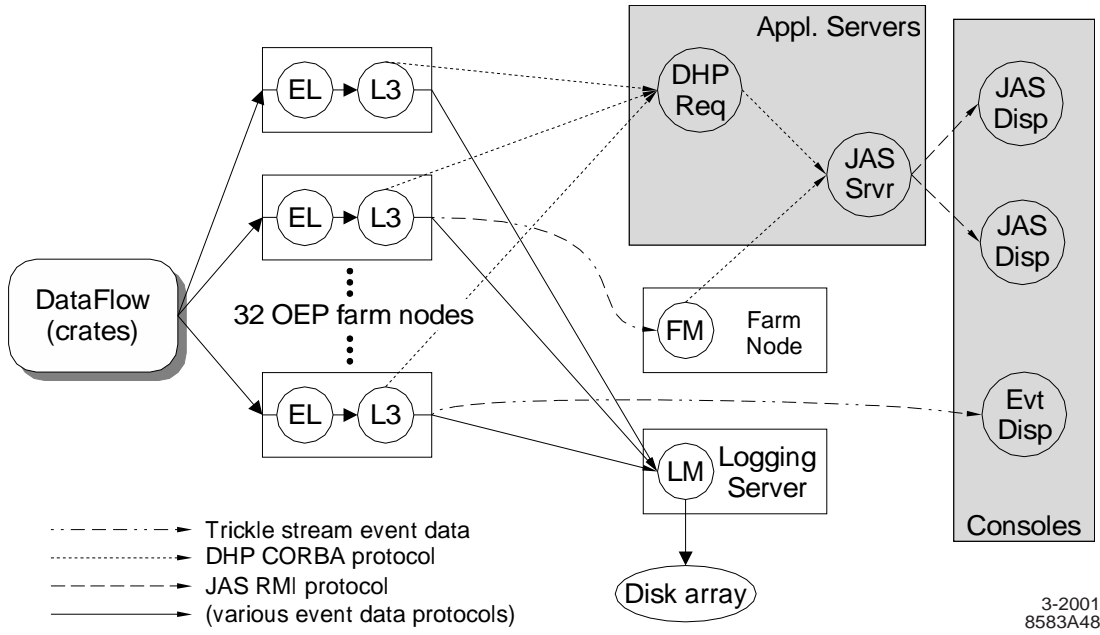 Appl. Servers
EL
L3
DHP
Req
JAS
Disp
JAS
Srvr
EL
L3
JAS
Disp
DataFlow
(crates)
32 OEP farm nodes
FM
Farm
Node
EL
L3
Evt
Disp
LM
Logging
Server
Consoles
Trickle stream event data
DHP CORBA protocol
JAS RMI protocol
(various event data protocols)
Disk array
3-2001
8583A48